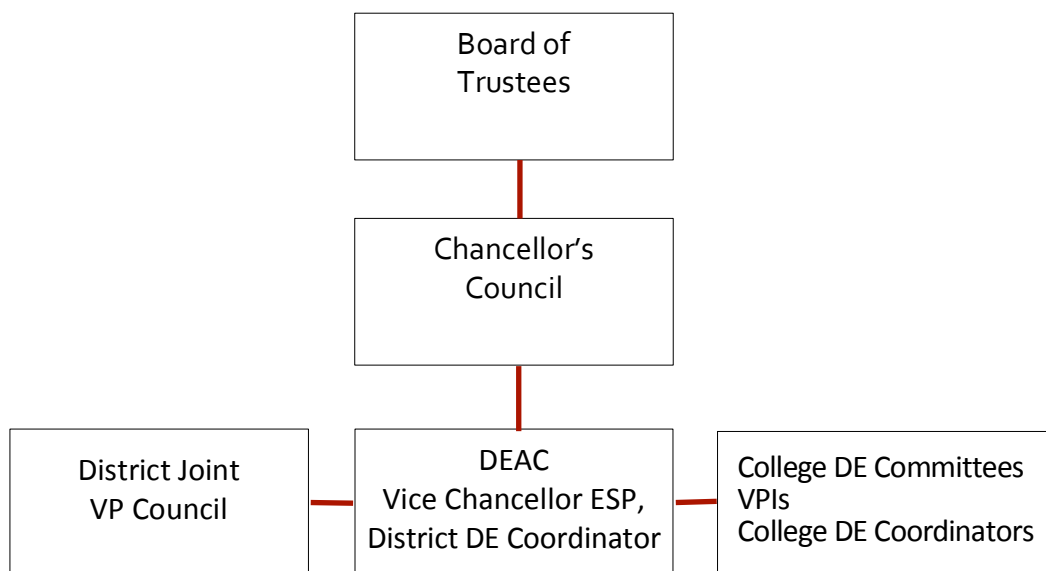 Board of
Trustees
Chancellor’s
Council
District Joint
VP Council
DEAC
Vice Chancellor ESP,
District DE Coordinator
College DE Committees
VPIs
College DE Coordinators